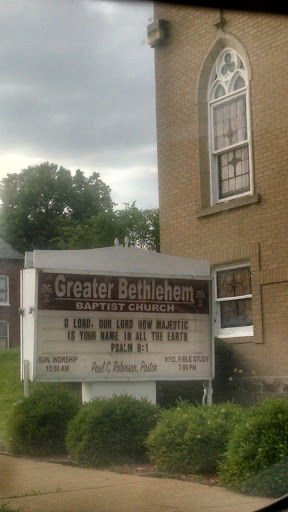 Greater Bethlehem
BAPTIST CHURCH
O LORD, OUR LORD HOW MAJESTIC
IS YOUR NAME IN ALL THE EARTH
PSALM 8:1
SUN. WORSHIP
10:00 AM
Paul C. Robinson, Pastor
WED. BIBLE STUDY
7:00 PM